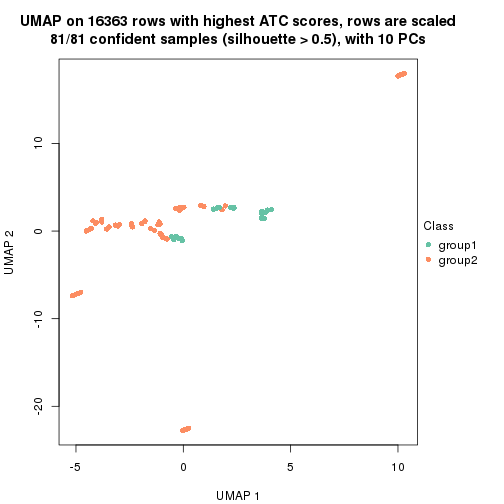 UMAP on 16363 rows with highest ATC scores, rows are scaled
81/81 confident samples (silhouette > 0.5), with 10 PCs
10
0
-10
-20
UMAP 2
-5
0
5
10
UMAP 1
Class
group1
group2